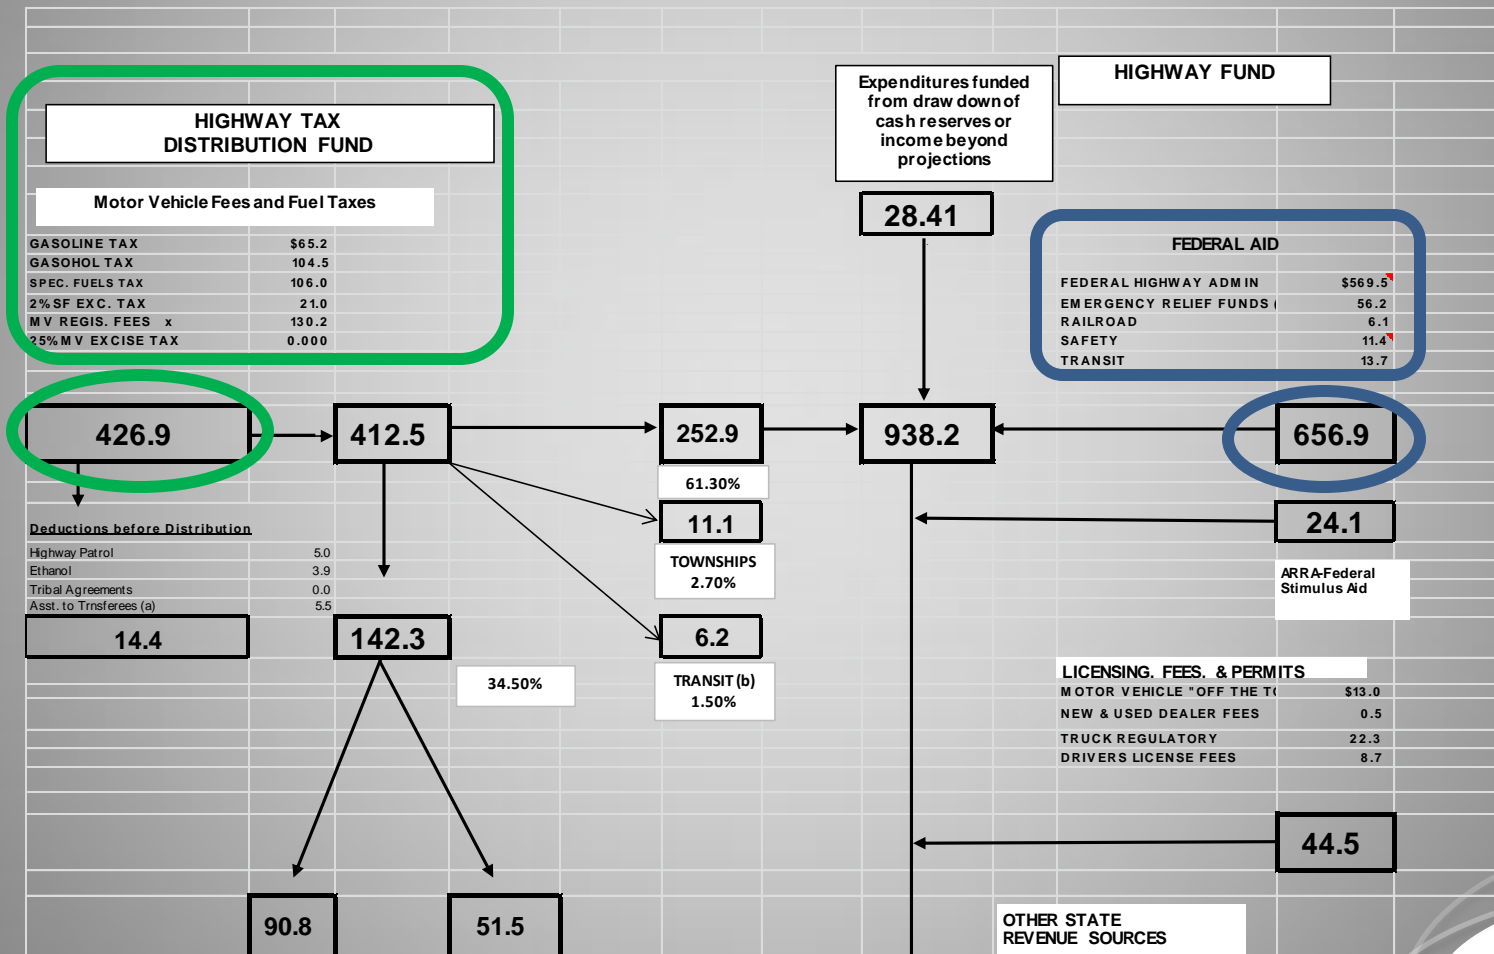 HIGHWAY TAX
DISTRIBUTION FUND
Motor Vehicle Fees and Fuel Taxes
GASOLINE TAX $65.2
GASOHOL TAX 104.5
SPEC. FUELS TAX 106.0
2% SF EXC. TAX 21.0
MV REGIS. FEES x 130.2
25% MV EXCISE TAX 0.000
Expenditures funded
from draw down of
cash reserves or
income beyond
projections
28.41
HIGHWAY FUND
FEDERAL AID
FEDERAL HIGHWAY ADMIN $569.5
EMERGENCY RELIEF FUNDS ( 56.2
RAILROAD 6.1
SAFETY 11.4
TRANSIT 13.7
426.9 412.5 252.9 938.2 656.9
61.30%
11.1
TOWNSHIPS
2.70%
24.1
ARRA-Federal
Stimulus Aid
Deductions before Distribution
Highway Patrol 5.0
Ethanol 3.9
Tribal Agreements 0.0
Asst. to Trnsferees (a) 5.5
14.4
142.3
34.50%
6.2
TRANSIT (b)
1.50%
LICENSING, FEES, & PERMITS
MOTOR VEHICLE "OFF THE TO $13.0
NEW & USED DEALER FEES 0.5
TRUCK REGULATORY 22.3
DRIVERS LICENSE FEES 8.7
44.5
90.8
51.5
OTHER STATE
REVENUE SOURCES